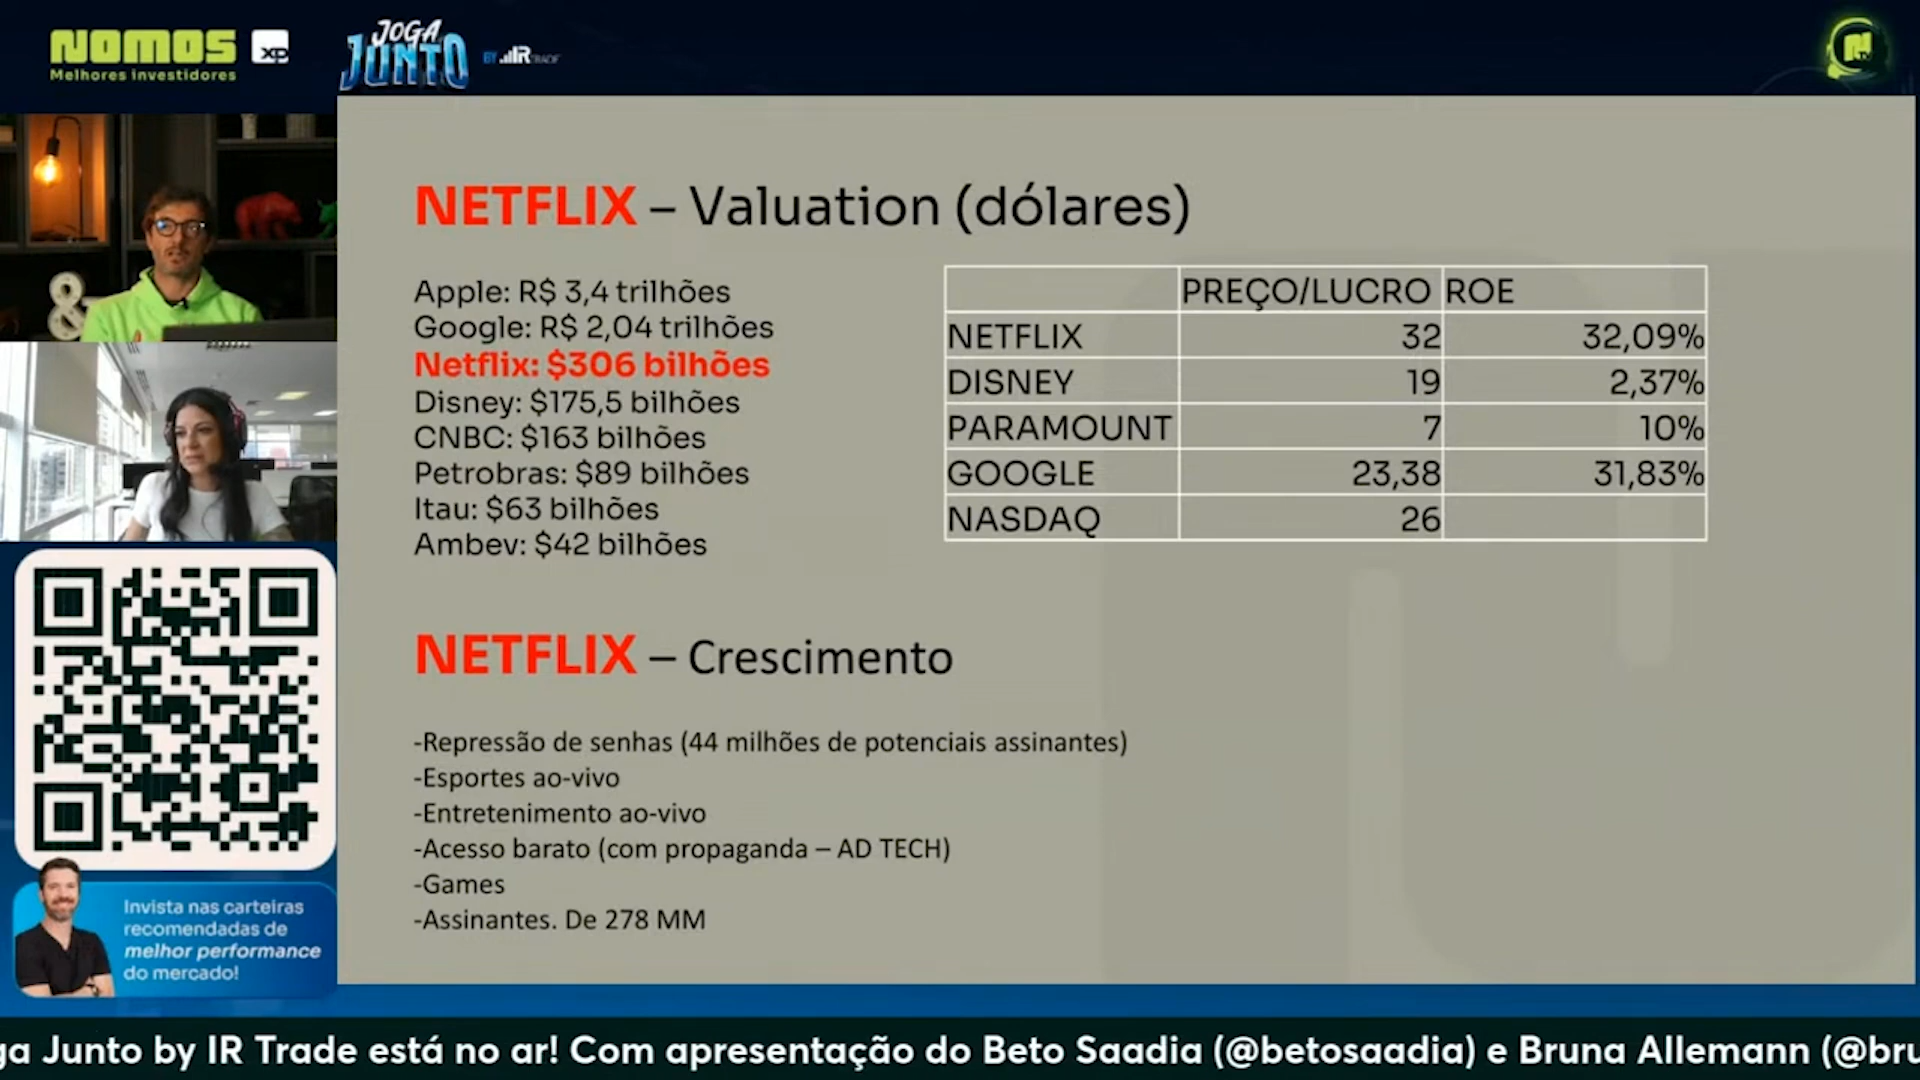 NOMOS
Melhores investidores
xp
JOGA
JUNTO
BY IR TRADE
N TV
NETFLIX – Valuation (dólares)
Apple: R$ 3,4 trilhões
Google: R$ 2,04 trilhões
Netflix: $306 bilhões
Disney: $175,5 bilhões
CNBC: $163 bilhões
Petrobras: $89 bilhões
Itau: $63 bilhões
Ambev: $42 bilhões
PREÇO/LUCRO ROE
NETFLIX 32 32,09%
DISNEY 19 2,37%
PARAMOUNT 7 10%
GOOGLE 23,38 31,83%
NASDAQ 26
NETFLIX – Crescimento
-Repressão de senhas (44 milhões de potenciais assinantes)
-Esportes ao-vivo
-Entretenimento ao-vivo
-Acesso barato (com propaganda – AD TECH)
-Games
-Assinantes. De 278 MM
&
Invista nas carteiras
recomendadas de
melhor performance
do mercado!
ga Junto by IR Trade está no ar! Com apresentação do Beto Saadia (@betosaadia) e Bruna Allemann (@bru